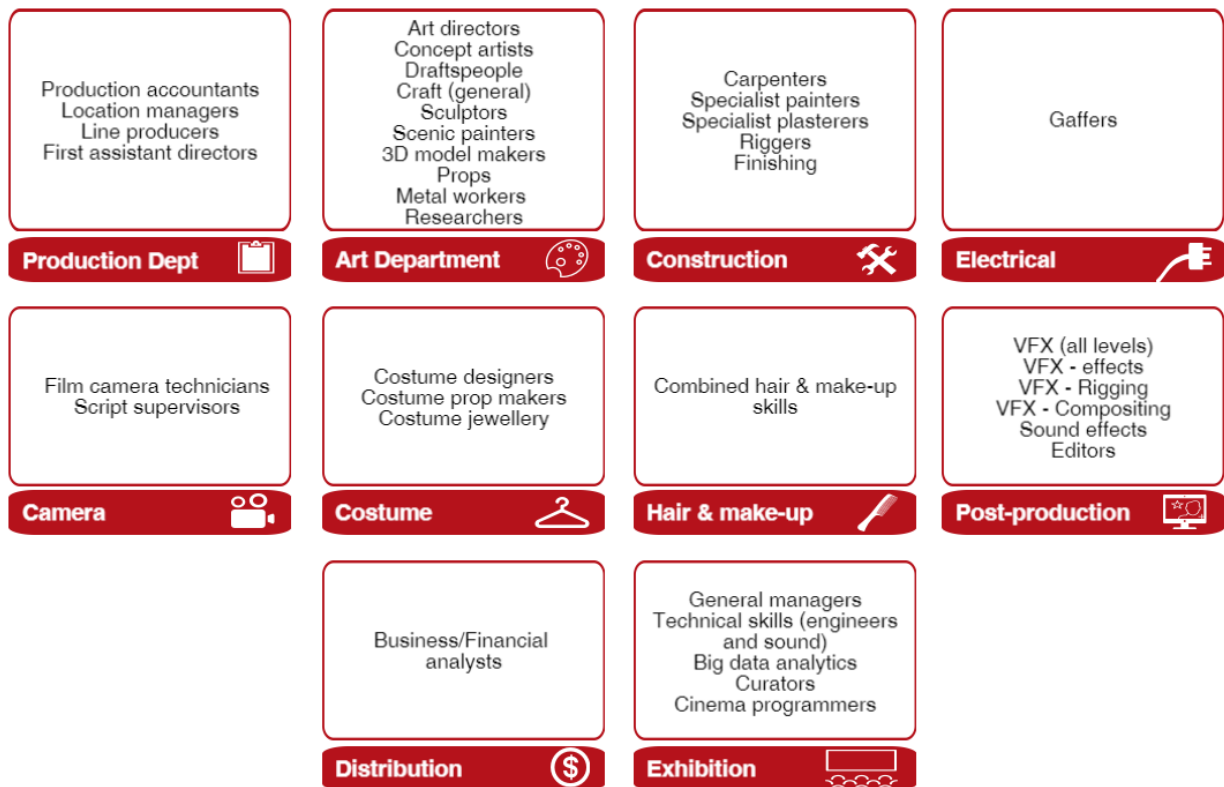 Production accountants
Location managers
Line producers
First assistant directors
Production Dept
Art directors
Concept artists
Draftspeople
Craft (general)
Sculptors
Scenic painters
3D model makers
Props
Metal workers
Researchers
Art Department
Carpenters
Specialist painters
Specialist plasterers
Riggers
Finishing
Construction
Gaffers
Electrical
Film camera technicians
Script supervisors
Camera
Costume designers
Costume prop makers
Costume jewellery
Costume
Combined hair & make-up
skills
Hair & make-up
VFX (all levels)
VFX - effects
VFX - Rigging
VFX - Compositing
Sound effects
Editors
Post-production
Business/Financial
analysts
Distribution
$
General managers
Technical skills (engineers
and sound)
Big data analytics
Curators
Cinema programmers
Exhibition